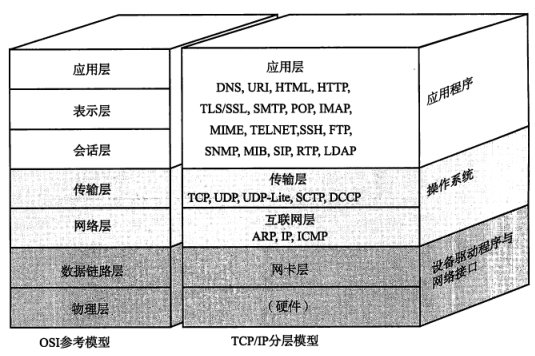 应用层
表示层
会话层
传输层
网络层
数据链路层
物理层
OSI参考模型
应用层
DNS, URI, HTML, HTTP,
TLS/SSL, SMTP, POP, IMAP,
MIME, TELNET,SSH, FTP,
SNMP, MIB, SIP, RTP, LDAP
传输层
TCP, UDP, UDP-Lite, SCTP, DCCP
互联网层
ARP, IP, ICMP
网卡层
（硬件）
TCP/IP分层模型
应用程序
操作系统
设备驱动程序与
网络接口